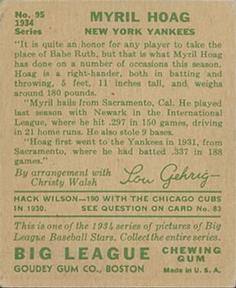 No. 95
1934
Series
MYRIL HOAG
NEW YORK YANKEES
"It is quite an honor for any player to take the
place of Babe Ruth, but that is what Myril Hoag
has done on a number of occasions this season.
Hoag is a right-hander, both in batting and
throwing, 5 feet, 11 inches tall, and weighs
around 180 pounds.
"Myril hails from Sacramento, Cal. He played
last season with Newark in the International
League, where he hit .297 in 150 games, driving
in 21 home runs. He also stole 9 bases.
"Hoag first went to the Yankees in 1931, from
Sacramento, where he had batted .337 in 188
games."
By arrangement with
Christy Walsh
Lou Gehrig-
HACK WILSON—190 WITH THE CHICAGO CUBS
IN 1930. SEE QUESTION ON CARD No. 83
This is one of the 1934 series of pictures of Big
League Baseball Stars. Collect the entire series.
BIG LEAGUE CHEWING GUM
GOUDEY GUM CO., BOSTON Made in U. S. A.